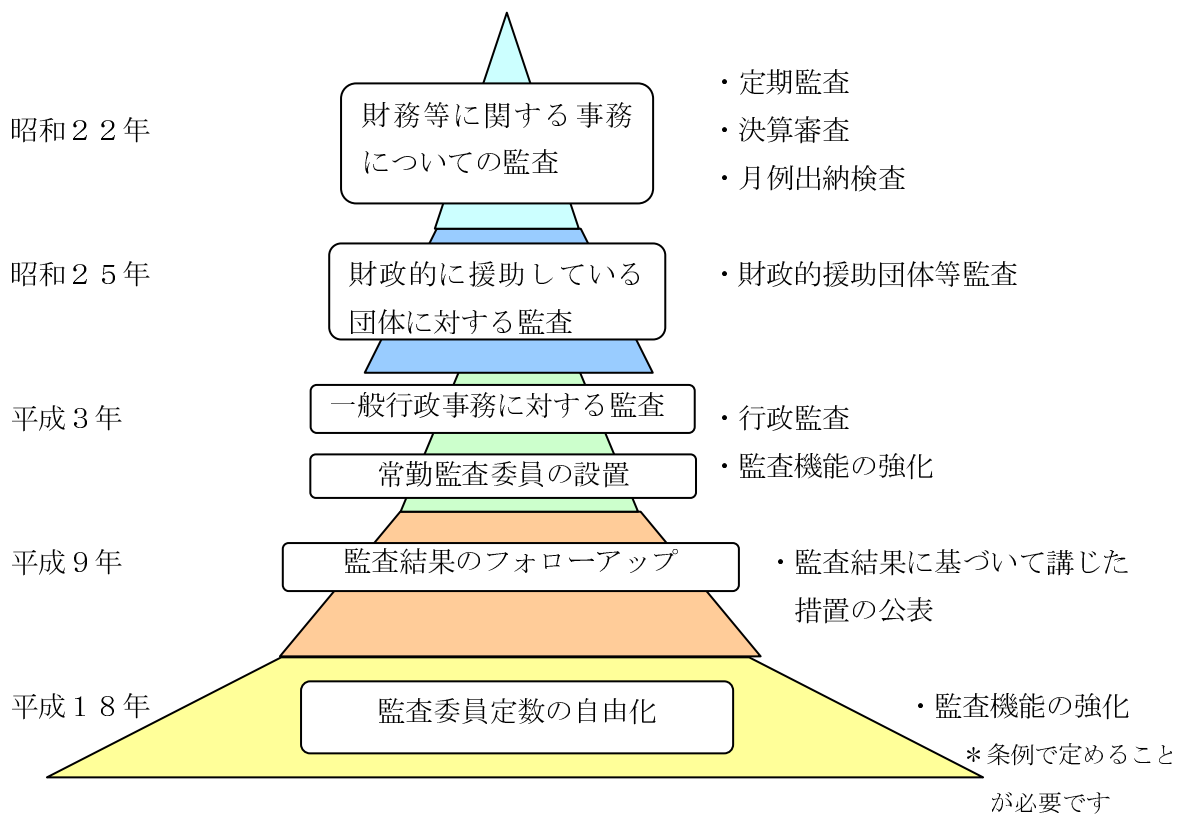 昭和２２年
財務等に関する事務
についての監査
・定期監査
・決算審査
・月例出納検査
昭和２５年
財政的に援助している
団体に対する監査
・財政的援助団体等監査
平成３年
一般行政事務に対する監査
常勤監査委員の設置
・行政監査
・監査機能の強化
平成９年
監査結果のフォローアップ
・監査結果に基づいて講じた
措置の公表
平成１８年
監査委員定数の自由化
・監査機能の強化
＊条例で定めること
が必要です